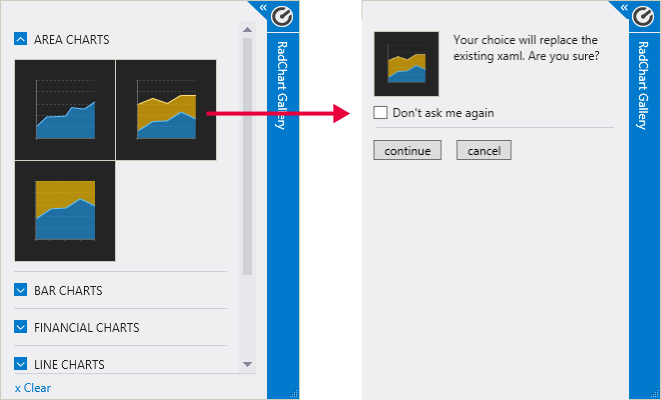 «
AREA CHARTS
RadChart Gallery
BAR CHARTS
FINANCIAL CHARTS
LINE CHARTS
x Clear
«
Your choice will replace the
existing xaml. Are you sure?
Don't ask me again
continue
cancel
RadChart Gallery